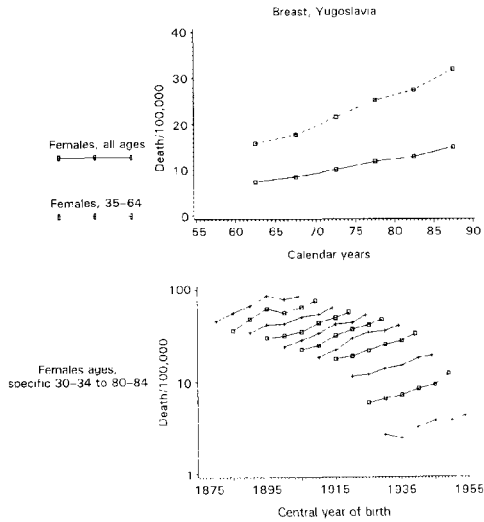 Breast, Yugoslavia
40
30
20
10
0
Death/100,000
55 60 65 70 75 80 85 90
Calendar years
Females, all ages
Females, 35–64
100
10
1
Death/100,000
1875 1895 1915 1935 1955
Central year of birth
Females ages,
specific 30–34 to 80–84